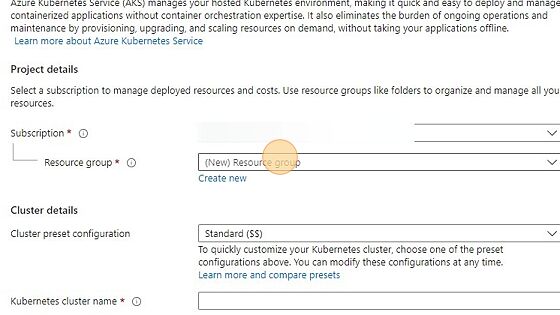 Azure Kubernetes Service (AKS) manages your hosted Kubernetes environment, making it quick and easy to deploy and manage
containerized applications without container orchestration expertise. It also eliminates the burden of ongoing operations and
maintenance by provisioning, upgrading, and scaling resources on demand, without taking your applications offline.
Learn more about Azure Kubernetes Service
Project details
Select a subscription to manage deployed resources and costs. Use resource groups like folders to organize and manage all you
resources.
Subscription *
Resource group *
(New) Resource group
Create new
Cluster details
Cluster preset configuration
Standard ($$)
To quickly customize your Kubernetes cluster, choose one of the preset
configurations above. You can modify these configurations at any time.
Learn more and compare presets
Kubernetes cluster name *